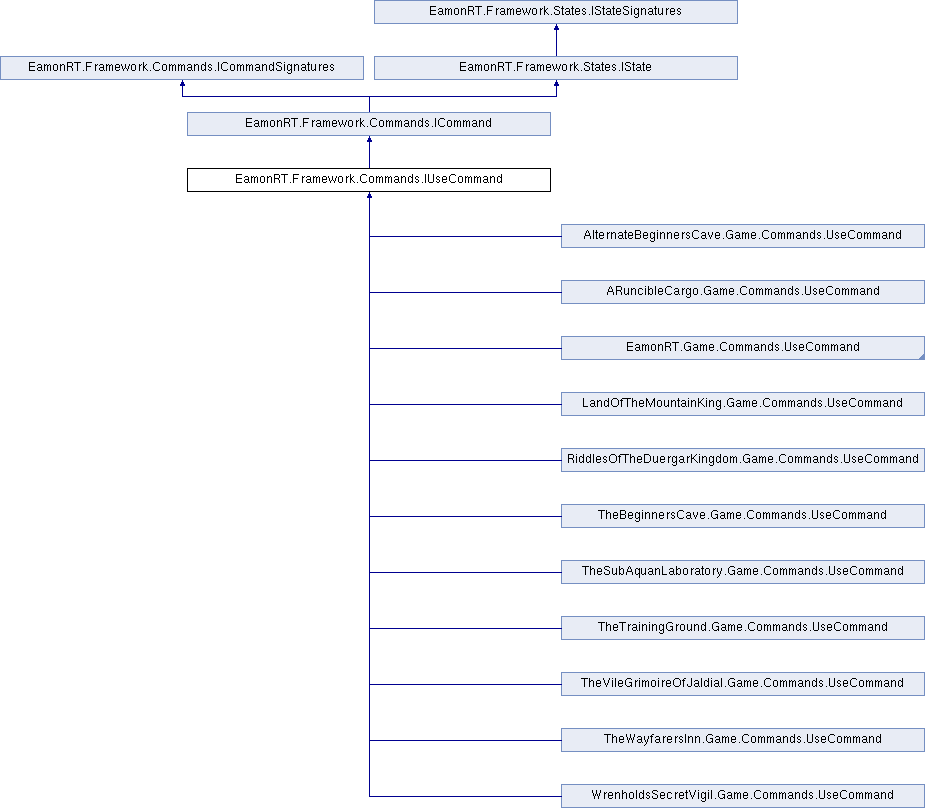 EamonRT.Framework.States.IStateSignatures
EamonRT.Framework.Commands.ICommandSignatures
EamonRT.Framework.States.IState
EamonRT.Framework.Commands.ICommand
EamonRT.Framework.Commands.IUseCommand
AlternateBeginnersCave.Game.Commands.UseCommand
ARuncibleCargo.Game.Commands.UseCommand
EamonRT.Game.Commands.UseCommand
LandOfTheMountainKing.Game.Commands.UseCommand
RiddlesOfTheDuergarKingdom.Game.Commands.UseCommand
TheBeginnersCave.Game.Commands.UseCommand
TheSubAquanLaboratory.Game.Commands.UseCommand
TheTrainingGround.Game.Commands.UseCommand
TheVileGrimoireOfJaldial.Game.Commands.UseCommand
TheWayfarersInn.Game.Commands.UseCommand
WrenholdsSecretVigil.Game.Commands.UseCommand